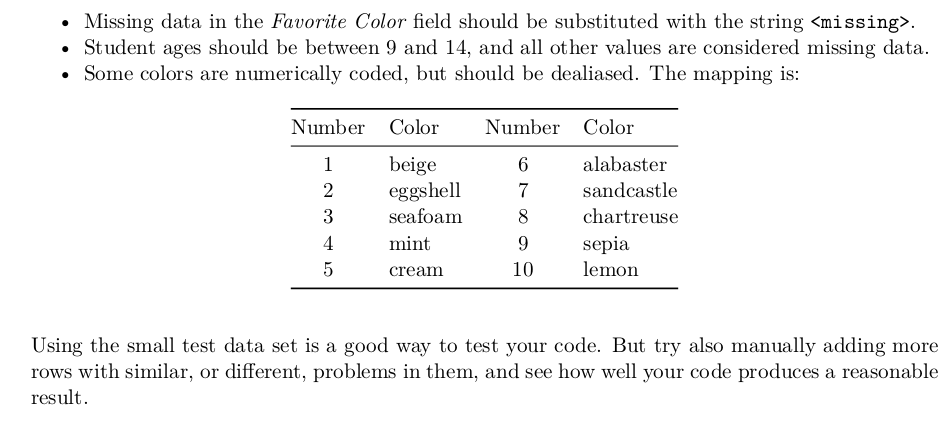 • Missing data in the Favorite Color field should be substituted with the string <missing>.
• Student ages should be between 9 and 14, and all other values are considered missing data.
• Some colors are numerically coded, but should be dealiased. The mapping is:
Number Color Number Color
1 beige 6 alabaster
2 eggshell 7 sandcastle
3 seafoam 8 chartreuse
4 mint 9 sepia
5 cream 10 lemon
Using the small test data set is a good way to test your code. But try also manually adding more
rows with similar, or different, problems in them, and see how well your code produces a reasonable
result.